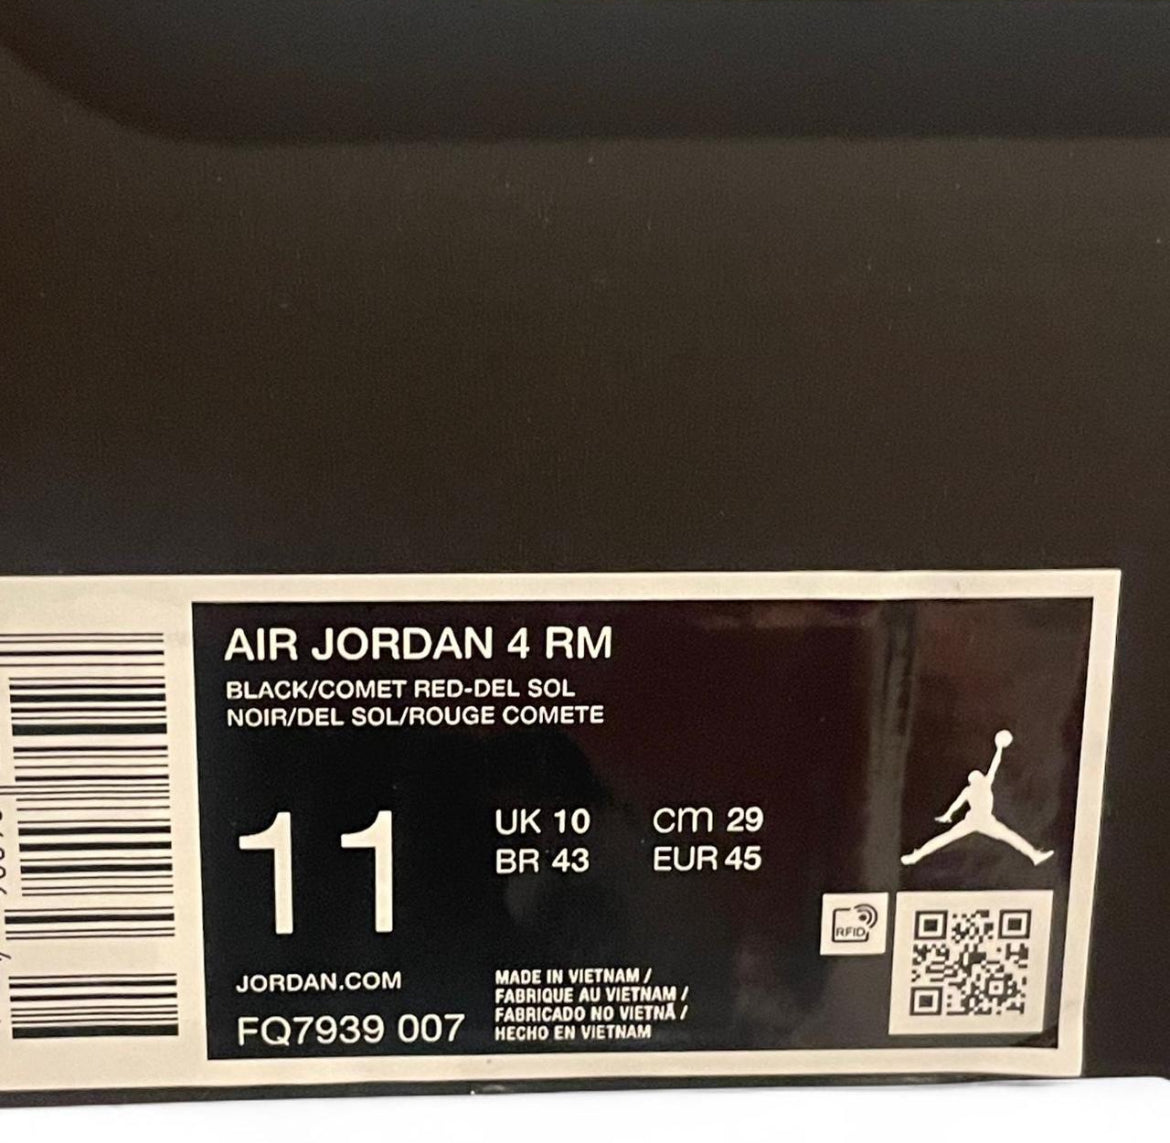 AIR JORDAN 4 RM
BLACK/COMET RED-DEL SOL
NOIR/DEL SOL/ROUGE COMETE
11
UK 10
cm 29
BR 43
EUR 45
RFID
JORDAN.COM
FQ7939 007
MADE IN VIETNAM /
FABRIQUE AU VIETNAM /
FABRICADO NO VIETNÃ /
HECHO EN VIETNAM